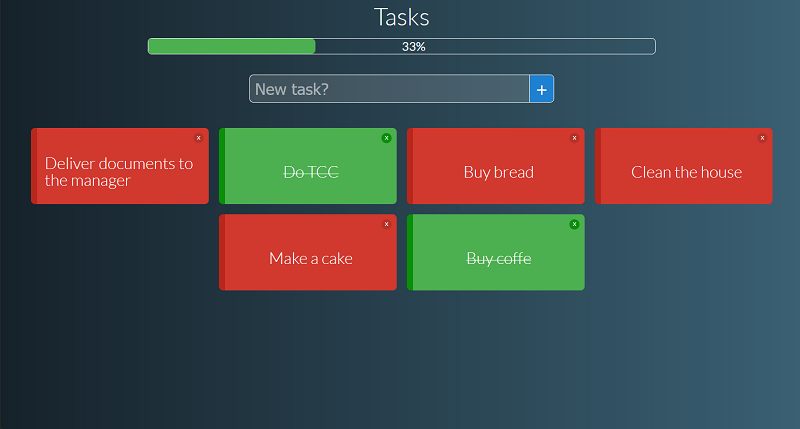 Tasks
33%
New task?
+
x
Deliver documents to
the manager
x
Do TCC
x
Buy bread
x
Clean the house
x
Make a cake
x
Buy coffe